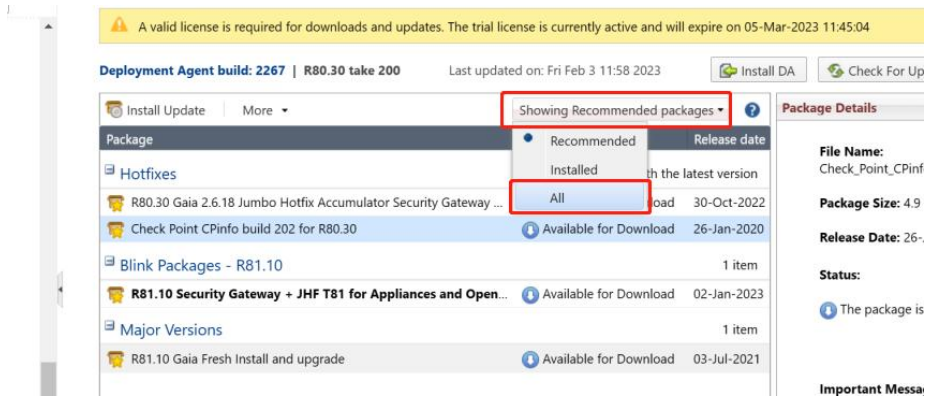 A valid license is required for downloads and updates. The trial license is currently active and will expire on 05-Mar-2023 11:45:04
Deployment Agent build: 2267 | R80.30 take 200 Last updated on: Fri Feb 3 11:58 2023 Install DA Check For Up
Install Update More Showing Recommended packages Package Details
Package Release date
Recommended
Installed
All
Hotfixes th the latest version
R80.30 Gaia 2.6.18 Jumbo Hotfix Accumulator Security Gateway ... oad 30-Oct-2022
Check Point CPinfo build 202 for R80.30 Available for Download 26-Jan-2020
Blink Packages - R81.10 1 item
R81.10 Security Gateway + JHF T81 for Appliances and Open... Available for Download 02-Jan-2023
Major Versions 1 item
R81.10 Gaia Fresh Install and upgrade Available for Download 03-Jul-2021
File Name:
Check_Point_CPinf
Package Size: 4.9
Release Date: 26-
Status:
The package is
Important Messa